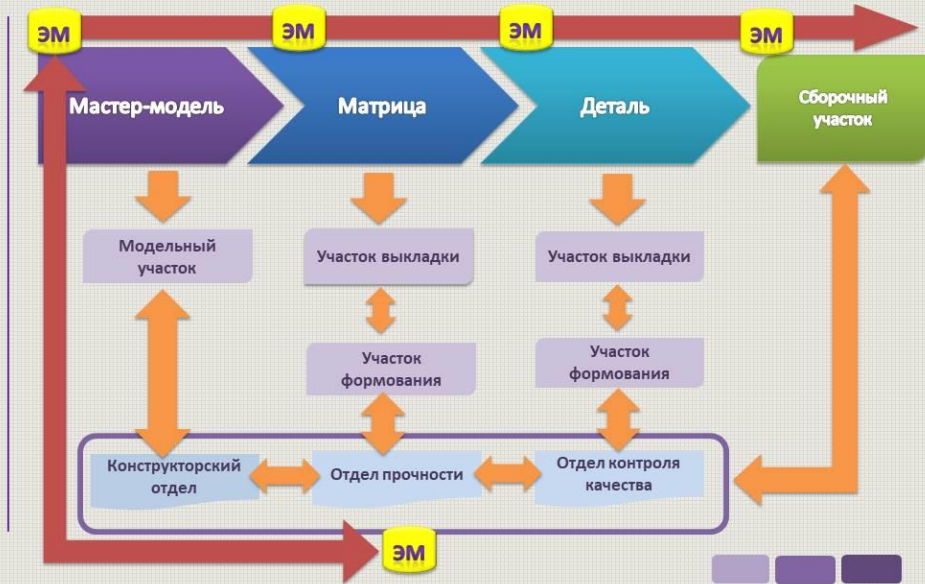 ЭМ
ЭМ
ЭМ
ЭМ
Мастер-модель
Матрица
Деталь
Сборочный
участок
Модельный
участок
Участок выкладки
Участок выкладки
Участок
формования
Участок
формования
Конструкторский
отдел
Отдел прочности
Отдел контроля
качества
ЭМ